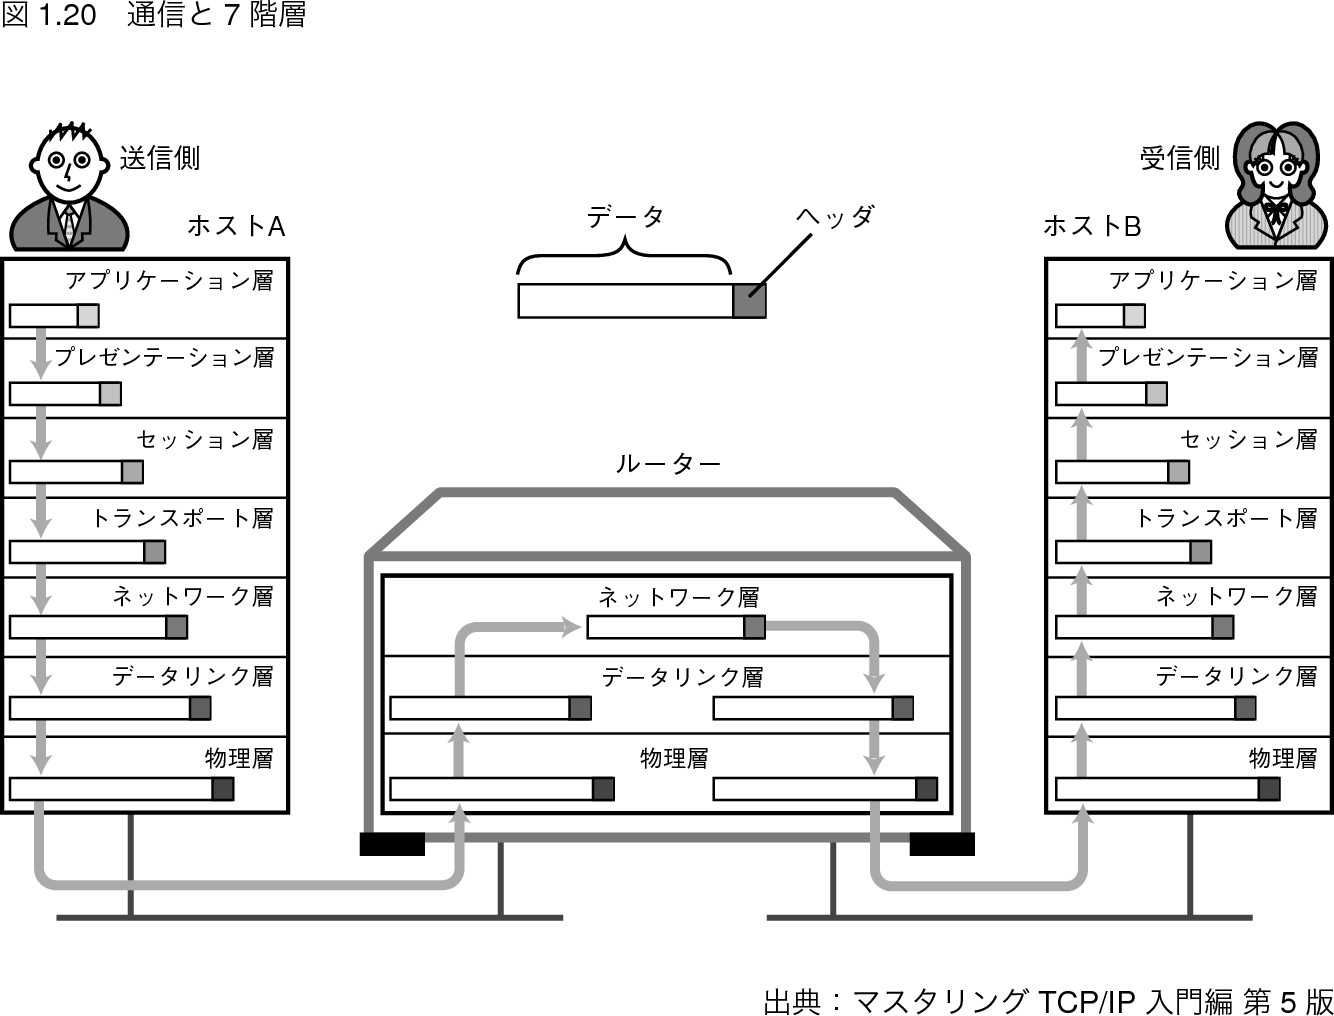 図 1.20　通信と 7 階層
送信側
ホストA
アプリケーション層
プレゼンテーション層
セッション層
トランスポート層
ネットワーク層
データリンク層
物理層
データ
ヘッダ
ルーター
ネットワーク層
データリンク層
物理層
受信側
ホストB
アプリケーション層
プレゼンテーション層
セッション層
トランスポート層
ネットワーク層
データリンク層
物理層
出典：マスタリング TCP/IP 入門編 第 5 版